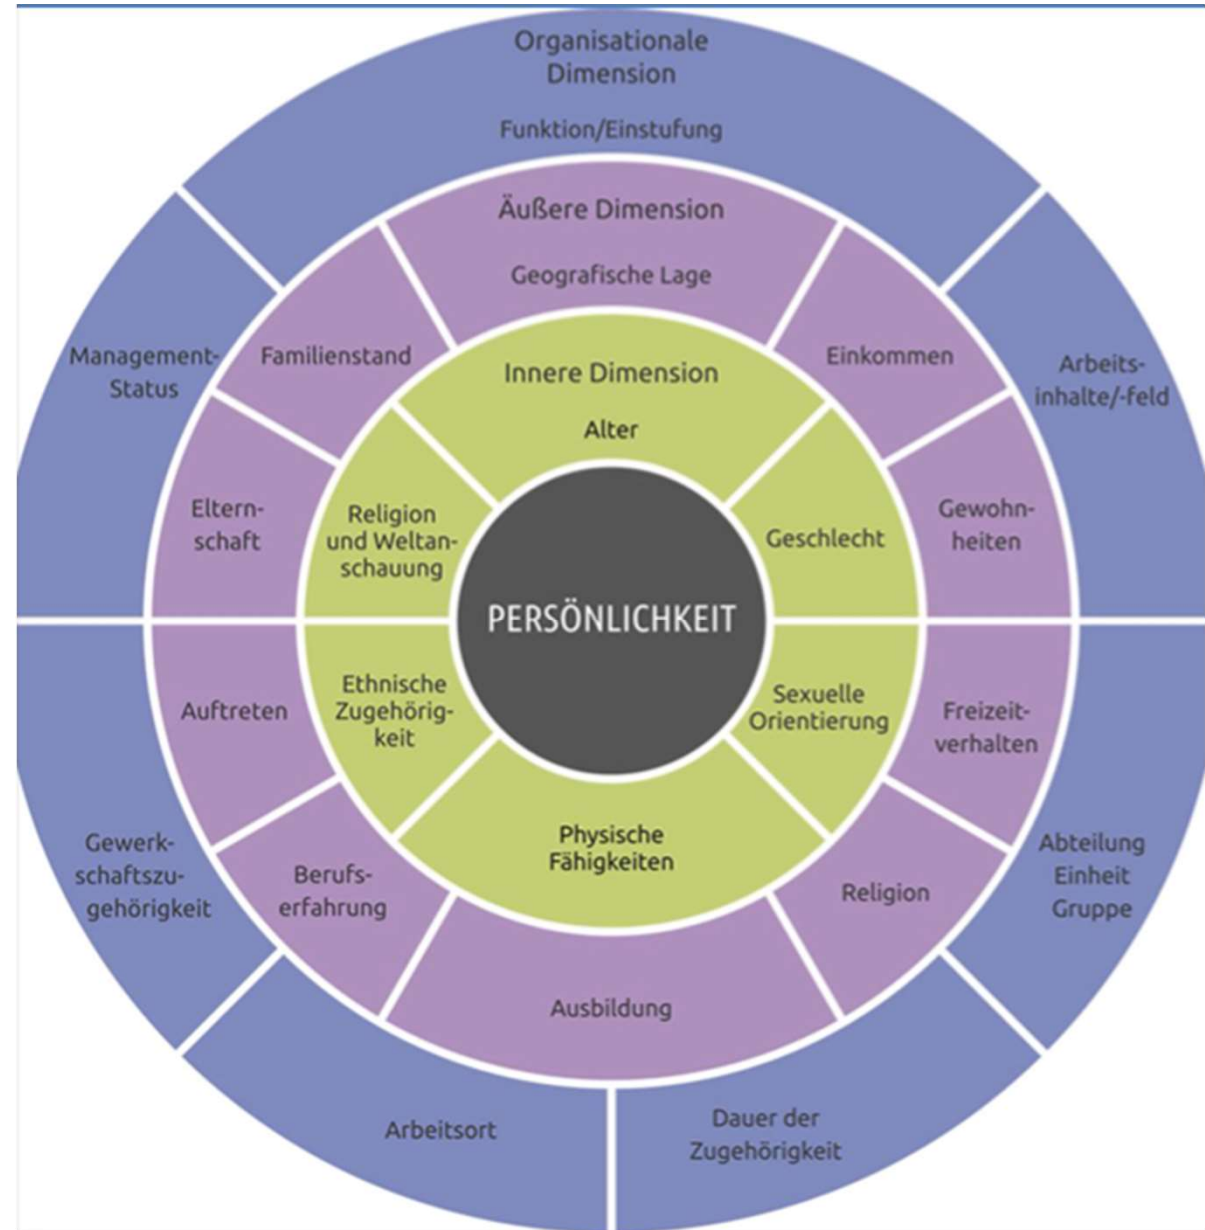 Organisationale
Dimension
Funktion/Einstufung
Äußere Dimension
Geografische Lage
Management-
Status
Familienstand
Innere Dimension
Alter
Einkommen
Arbeits-
inhalte/-feld
Eltern-
schaft
Religion
und Weltan-
schauung
Geschlecht
Gewohn-
heiten
PERSÖNLICHKEIT
Auftreten
Ethnische
Zugehörig-
keit
Sexuelle
Orientierung
Freizeit-
verhalten
Gewerk-
schaftszu-
gehörigkeit
Berufs-
erfahrung
Physische
Fähigkeiten
Religion
Abteilung
Einheit
Gruppe
Ausbildung
Arbeitsort
Dauer der
Zugehörigkeit